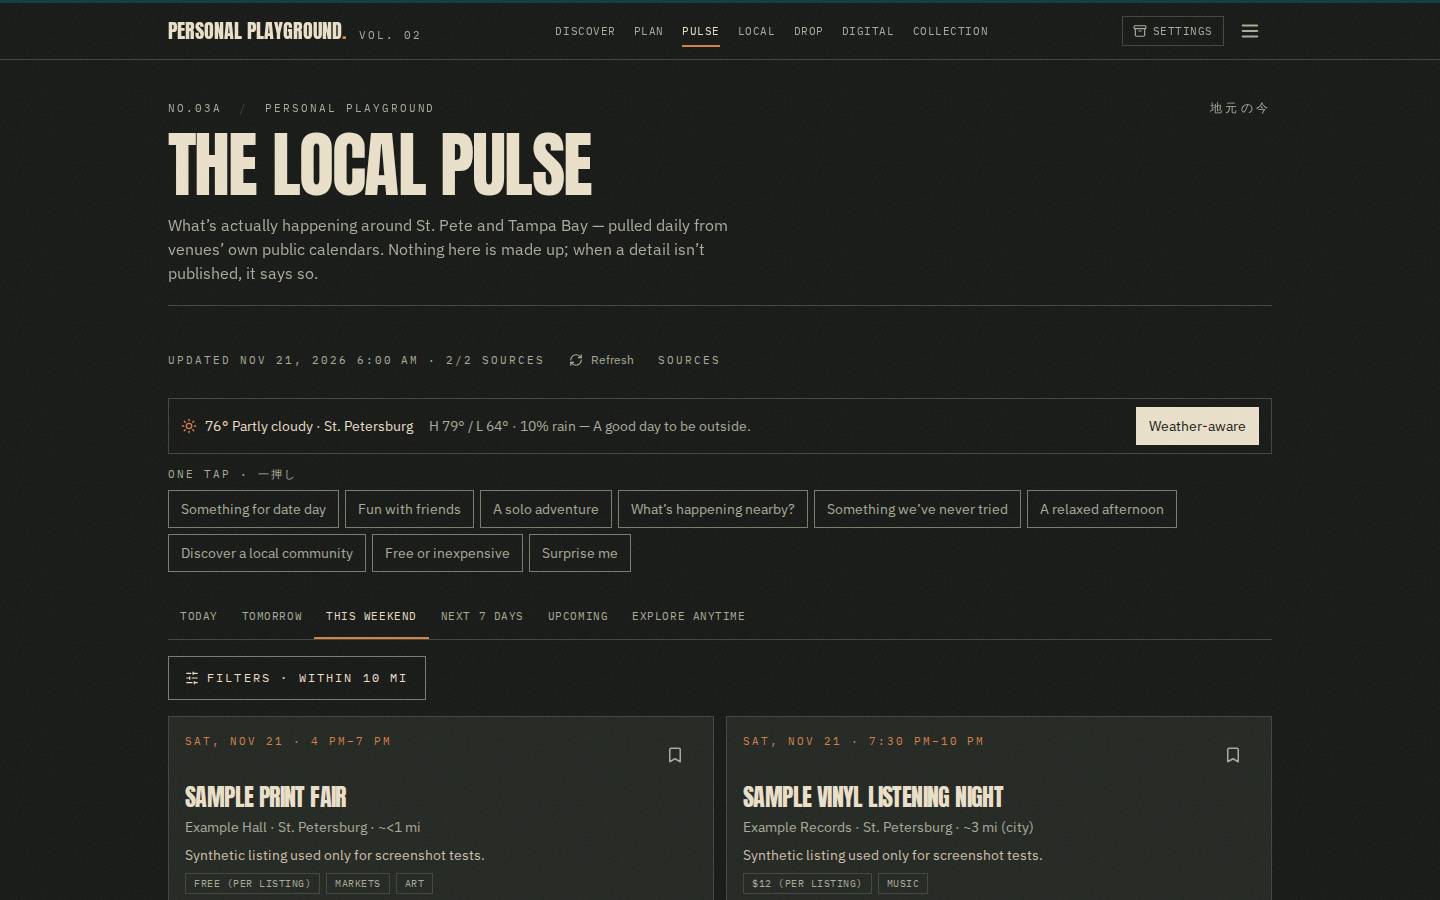 PERSONAL PLAYGROUND. VOL. 02
DISCOVER PLAN PULSE LOCAL DROP DIGITAL COLLECTION
SETTINGS
NO.03A / PERSONAL PLAYGROUND
地元の今
THE LOCAL PULSE
What’s actually happening around St. Pete and Tampa Bay — pulled daily from
venues’ own public calendars. Nothing here is made up; when a detail isn’t
published, it says so.
UPDATED NOV 21, 2026 6:00 AM · 2/2 SOURCES Refresh SOURCES
76° Partly cloudy · St. Petersburg H 79° / L 64° · 10% rain — A good day to be outside. Weather-aware
ONE TAP · 一押し
Something for date day Fun with friends A solo adventure What’s happening nearby? Something we’ve never tried A relaxed afternoon
Discover a local community Free or inexpensive Surprise me
TODAY TOMORROW THIS WEEKEND NEXT 7 DAYS UPCOMING EXPLORE ANYTIME
FILTERS · WITHIN 10 MI
SAT, NOV 21 · 4 PM–7 PM
SAMPLE PRINT FAIR
Example Hall · St. Petersburg · ~<1 mi
Synthetic listing used only for screenshot tests.
FREE (PER LISTING) MARKETS ART
SAT, NOV 21 · 7:30 PM–10 PM
SAMPLE VINYL LISTENING NIGHT
Example Records · St. Petersburg · ~3 mi (city)
Synthetic listing used only for screenshot tests.
$12 (PER LISTING) MUSIC